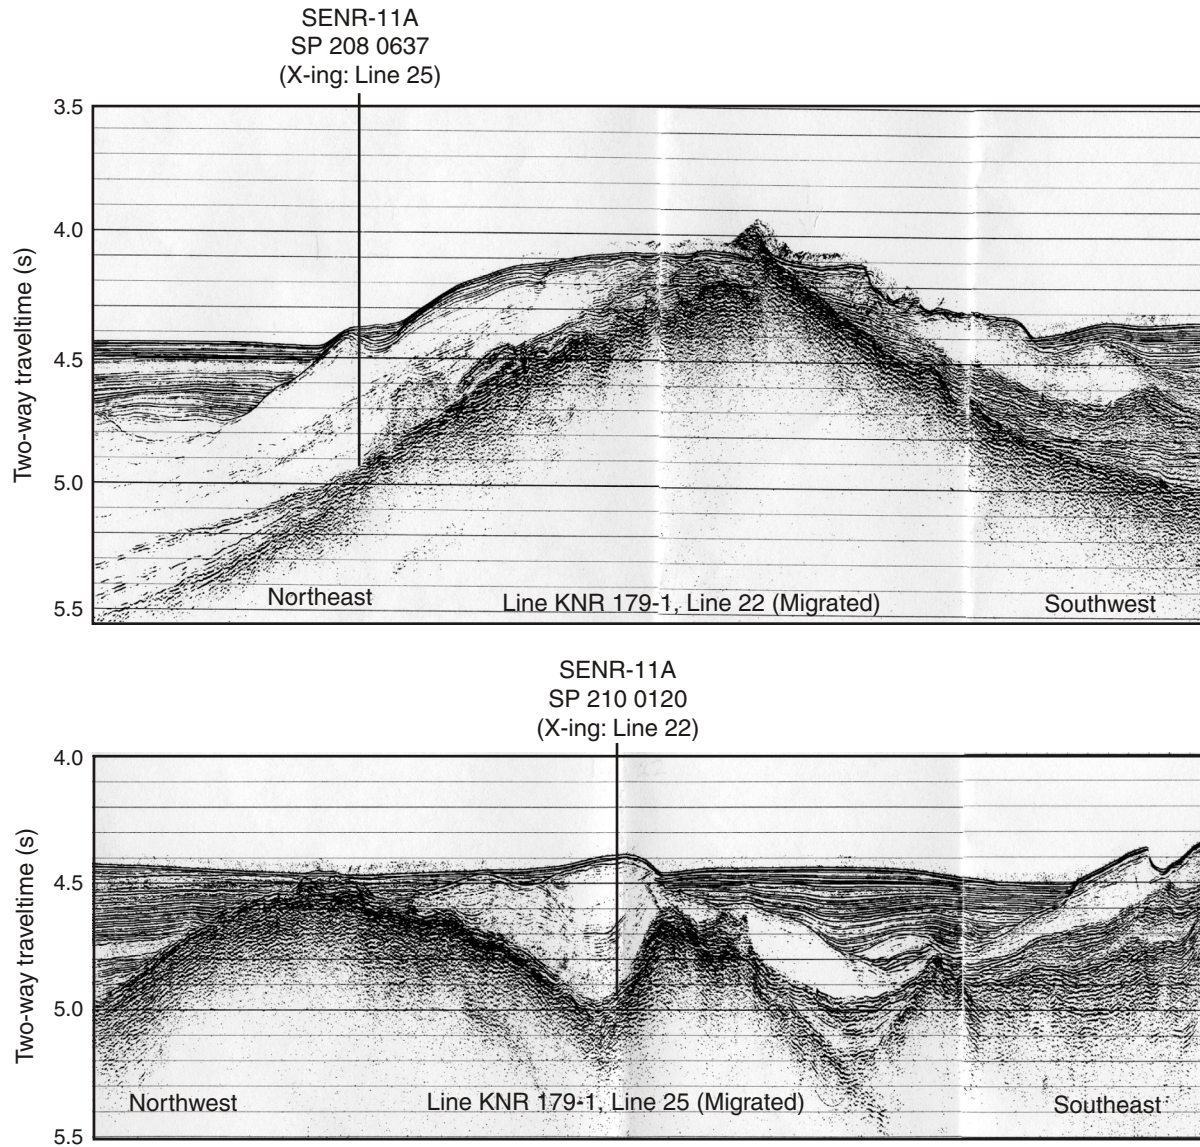 SENR-11A
SP 208 0637
(X-ing: Line 25)
3.5
4.0
4.5
5.0
5.5
Two-way traveltime (s)
Northeast
Line KNR 179-1, Line 22 (Migrated)
Southwest
SENR-11A
SP 210 0120
(X-ing: Line 22)
4.0
4.5
5.0
5.5
Two-way traveltime (s)
Northwest
Line KNR 179-1, Line 25 (Migrated)
Southeast